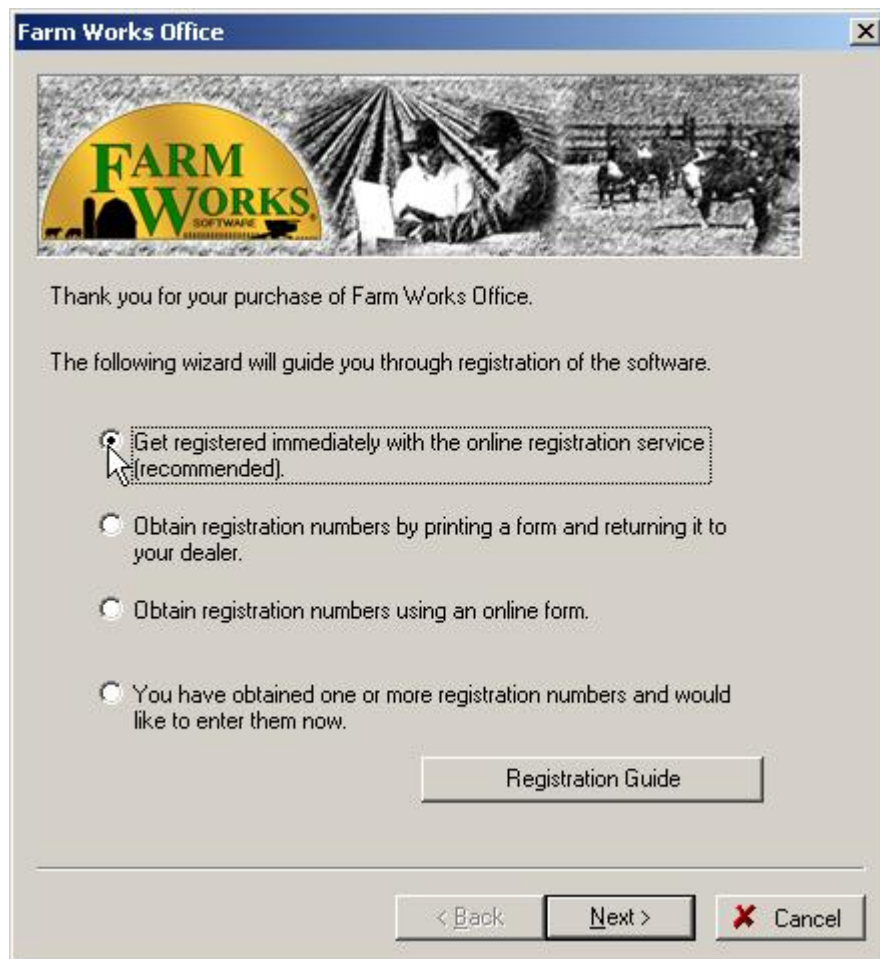 Farm Works Office
FARM
WORKS
SOFTWARE
Thank you for your purchase of Farm Works Office.
The following wizard will guide you through registration of the software.
Get registered immediately with the online registration service
(recommended).
Obtain registration numbers by printing a form and returning it to
your dealer.
Obtain registration numbers using an online form.
You have obtained one or more registration numbers and would
like to enter them now.
Registration Guide
< Back
Next >
Cancel